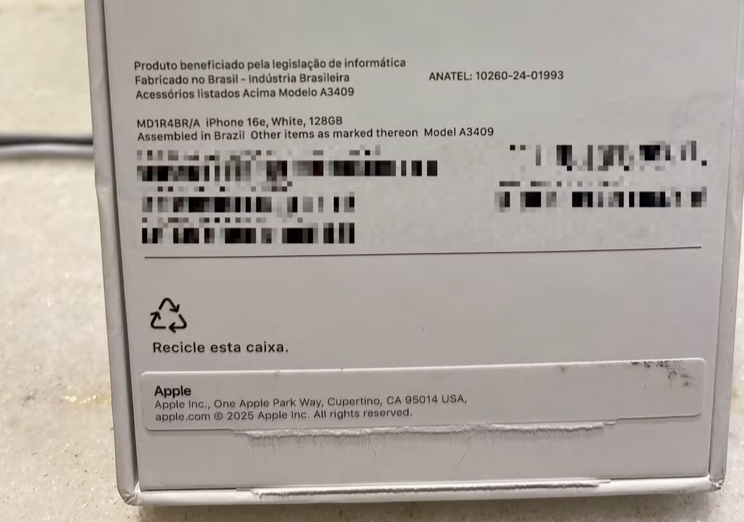 Produto beneficiado pela legislação de informática
Fabricado no Brasil - Indústria Brasileira
ANATEL: 10260-24-01993
Acessórios listados Acima Modelo A3409
MD1R4BR/A iPhone 16e, White, 128GB
Assembled in Brazil Other items as marked thereon Model A3409
Recicle esta caixa.
Apple
Apple Inc., One Apple Park Way, Cupertino, CA 95014 USA,
apple.com © 2025 Apple Inc. All rights reserved.